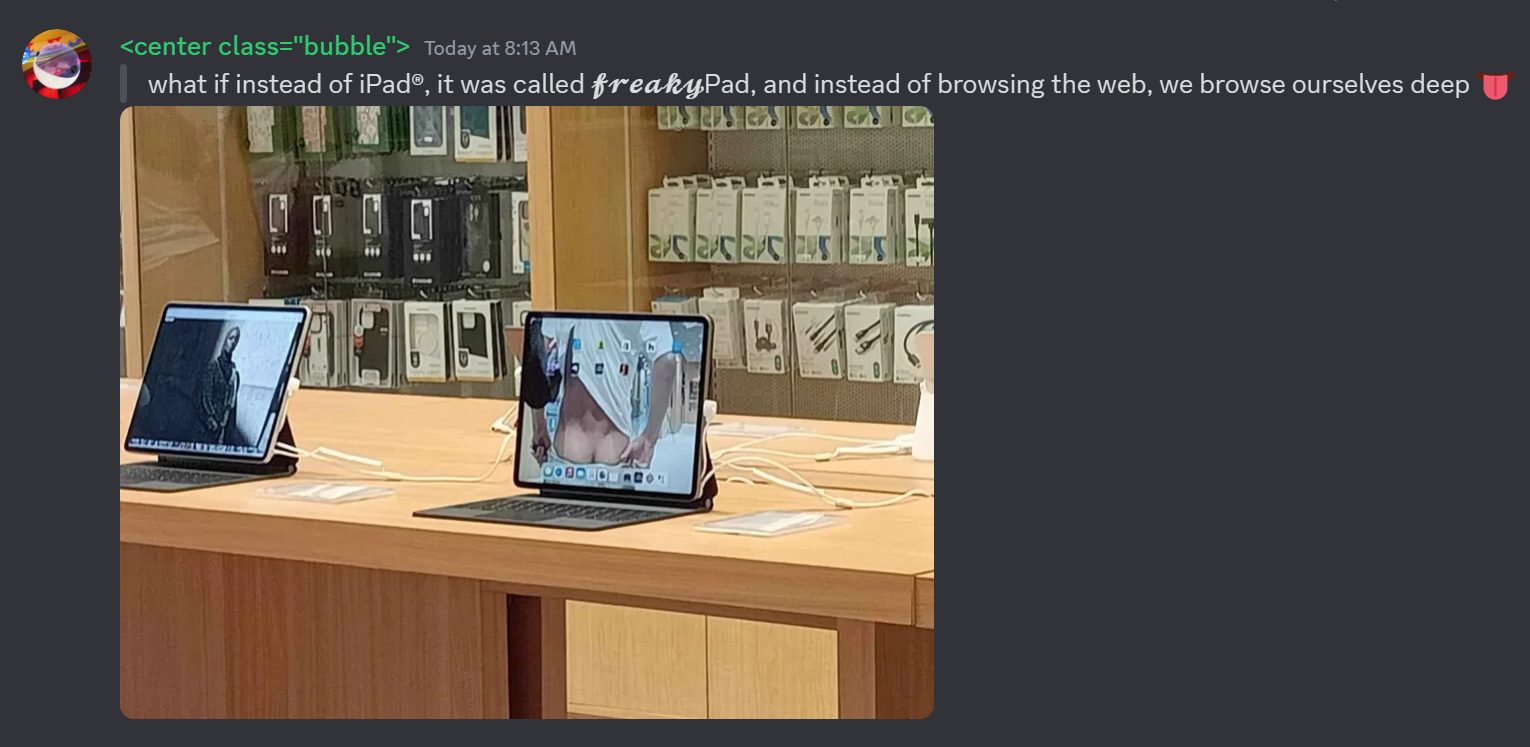 <center class="bubble"> Today at 8:13 AM
what if instead of iPad®, it was called 𝓯𝓻𝓮𝓪𝓴𝔂Pad, and instead of browsing the web, we browse ourselves deep 👅